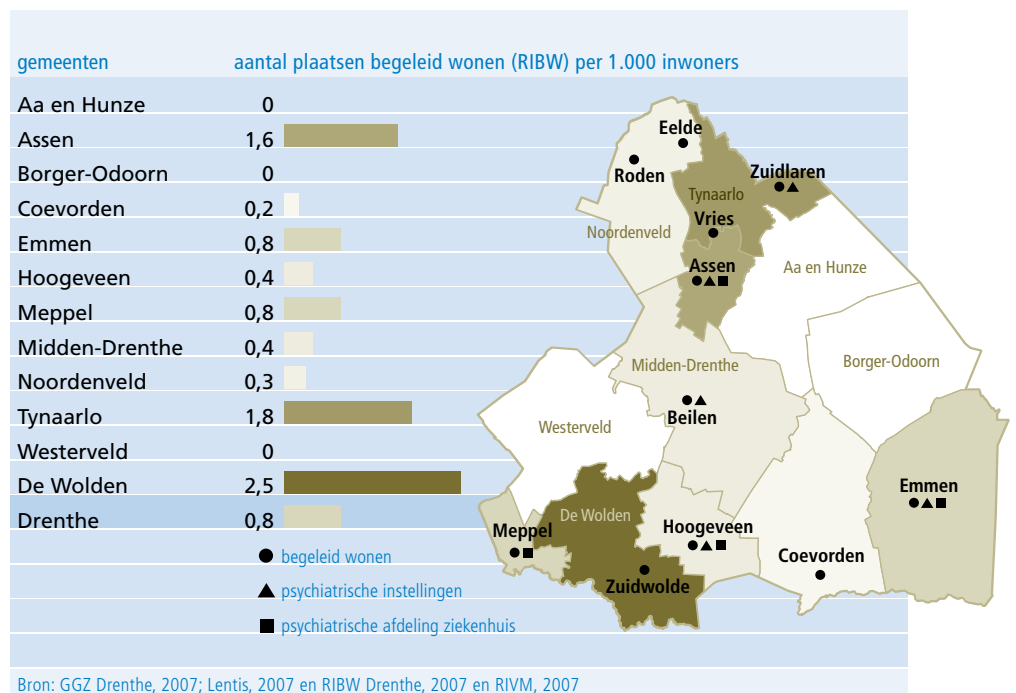 gemeenten aantal plaatsen begeleid wonen (RIBW) per 1.000 inwoners
Aa en Hunze 0
Assen 1,6
Borger-Odoorn 0
Coevorden 0,2
Emmen 0,8
Hoogeveen 0,4
Meppel 0,8
Midden-Drenthe 0,4
Noordenveld 0,3
Tynaarlo 1,8
Westerveld 0
De Wolden 2,5
Drenthe 0,8
begeleid wonen
psychiatrische instellingen
psychiatrische afdeling ziekenhuis
Eelde
Roden
Zuidlaren
Tynaarlo
Vries
Noordenveld
Assen
Aa en Hunze
Midden-Drenthe
Borger-Odoorn
Beilen
Westerveld
Emmen
De Wolden
Meppel
Hoogeveen
Coevorden
Zuidwolde
Bron: GGZ Drenthe, 2007; Lentis, 2007 en RIBW Drenthe, 2007 en RIVM, 2007